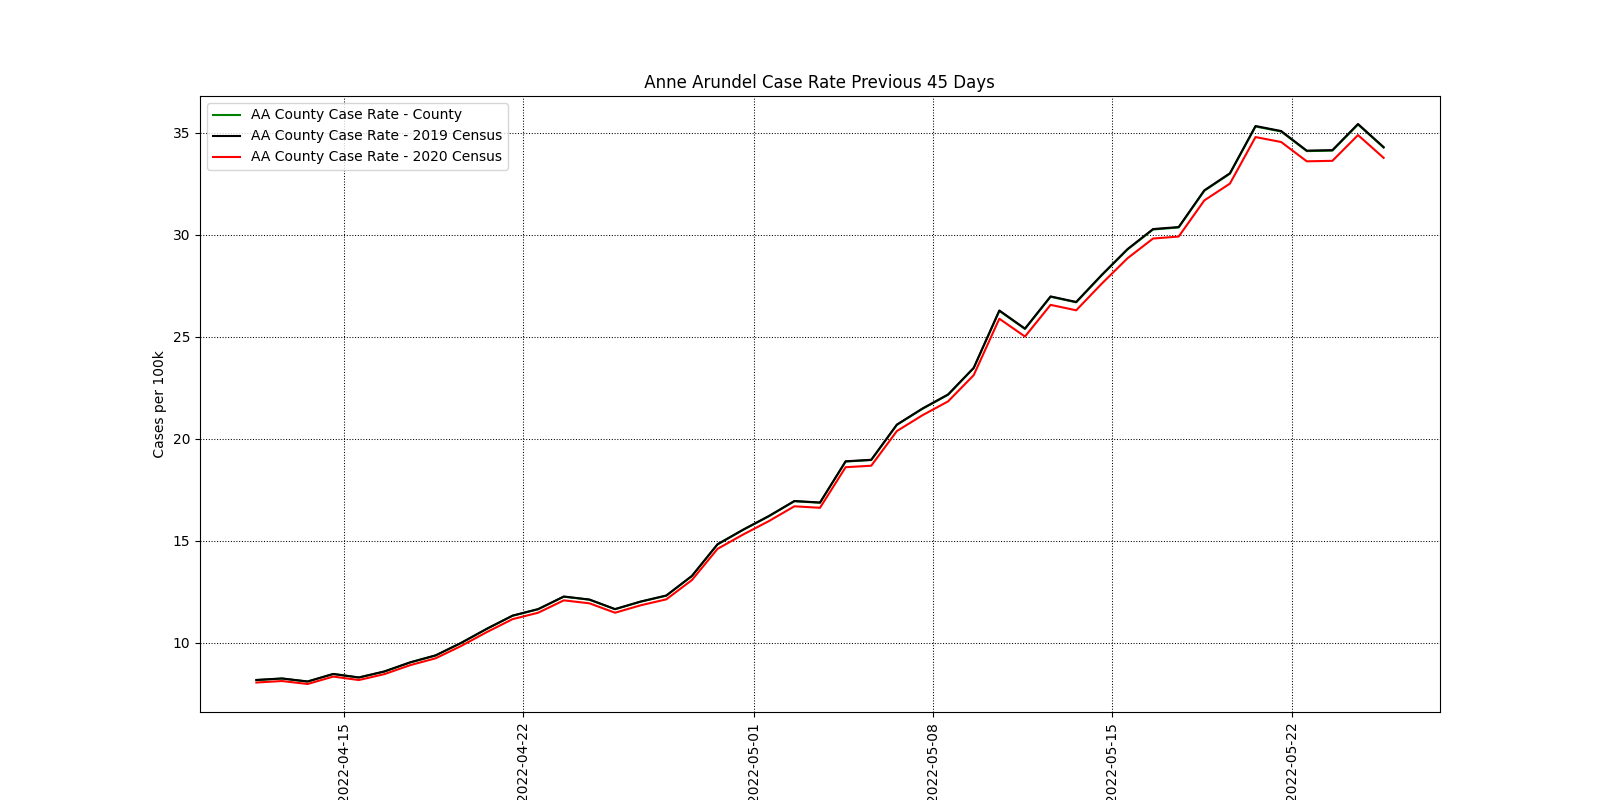 Anne Arundel Case Rate Previous 45 Days
AA County Case Rate - County
AA County Case Rate - 2019 Census
AA County Case Rate - 2020 Census
Cases per 100k
35
30
25
20
15
10
2022-04-15
2022-04-22
2022-05-01
2022-05-08
2022-05-15
2022-05-22